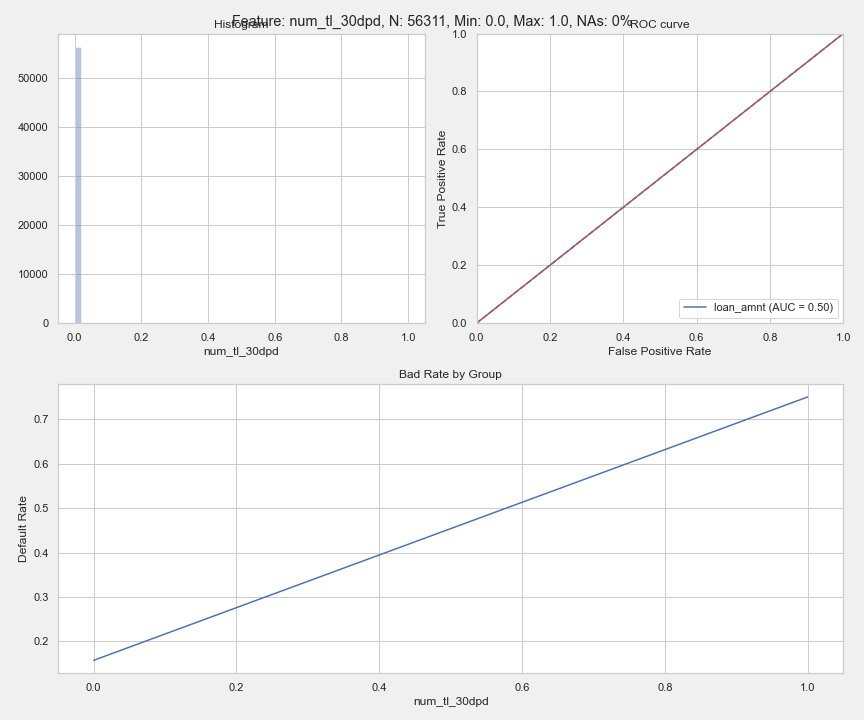 Feature: num_tl_30dpd, N: 56311, Min: 0.0, Max: 1.0, NAs: 0%
Histogram
50000
40000
30000
20000
10000
0
0.0 0.2 0.4 0.6 0.8 1.0
num_tl_30dpd
ROC curve
True Positive Rate
1.0
0.8
0.6
0.4
0.2
0.0
loan_amnt (AUC = 0.50)
0.0 0.2 0.4 0.6 0.8 1.0
False Positive Rate
Bad Rate by Group
Default Rate
0.7
0.6
0.5
0.4
0.3
0.2
0.0 0.2 0.4 0.6 0.8 1.0
num_tl_30dpd